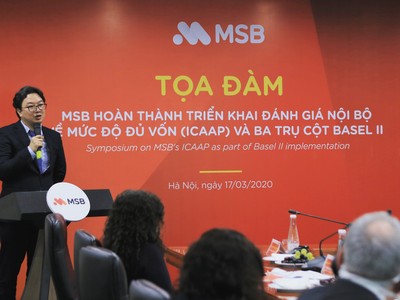 MSB
TỌA ĐÀM
MSB HOÀN THÀNH TRIỂN KHAI ĐÁNH GIÁ NỘI BỘ
VỀ MỨC ĐỘ ĐỦ VỐN (ICAAP) VÀ BA TRỤ CỘT BASEL II
Symposium on MSB's ICAAP as part of Basel II implementation
Hà Nội, ngày 17/03/2020
MSB